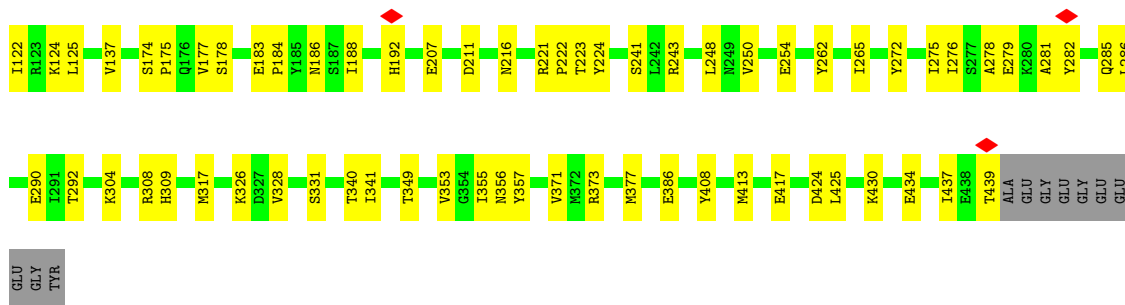 I122 R123 K124 L125 V137 S174 P175 Q176 V177 S178 E183 P184 Y185 N186 S187 I188 H192 E207 D211 N216 R221 P222 T223 Y224 S241 L242 R243 L248 N249 V250 E254 Y262 I265 Y272 I275 I276 S277 A278 E279 K280 A281 Y282 Q285 L286
E290 I291 T292 K304 R308 H309 M317 K326 D327 V328 S331 T340 I341 T349 V353 G354 I355 N356 Y357 V371 M372 R373 M377 E386 Y408 M413 E417 D424 L425 K430 E434 I437 E438 T439 ALA GLU GLY GLU GLY GLU GLU
GLU GLY TYR